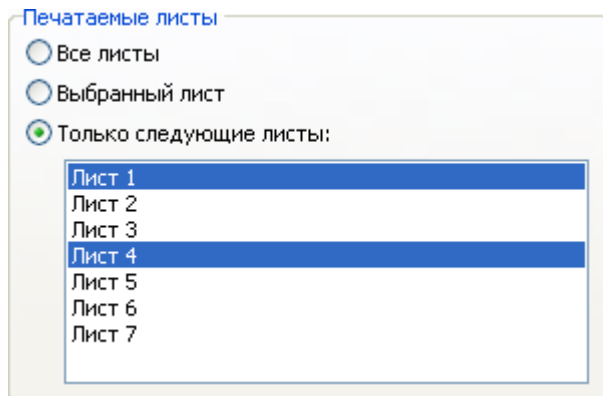 Печатаемые листы
Все листы
Выбранный лист
Только следующие листы:
Лист 1
Лист 2
Лист 3
Лист 4
Лист 5
Лист 6
Лист 7